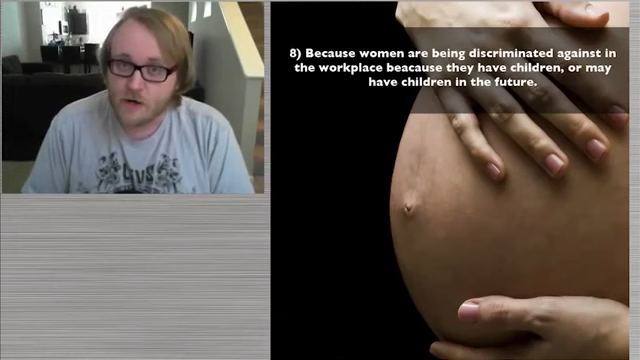 8) Because women are being discriminated against in
the workplace beacause they have children, or may
have children in the future.